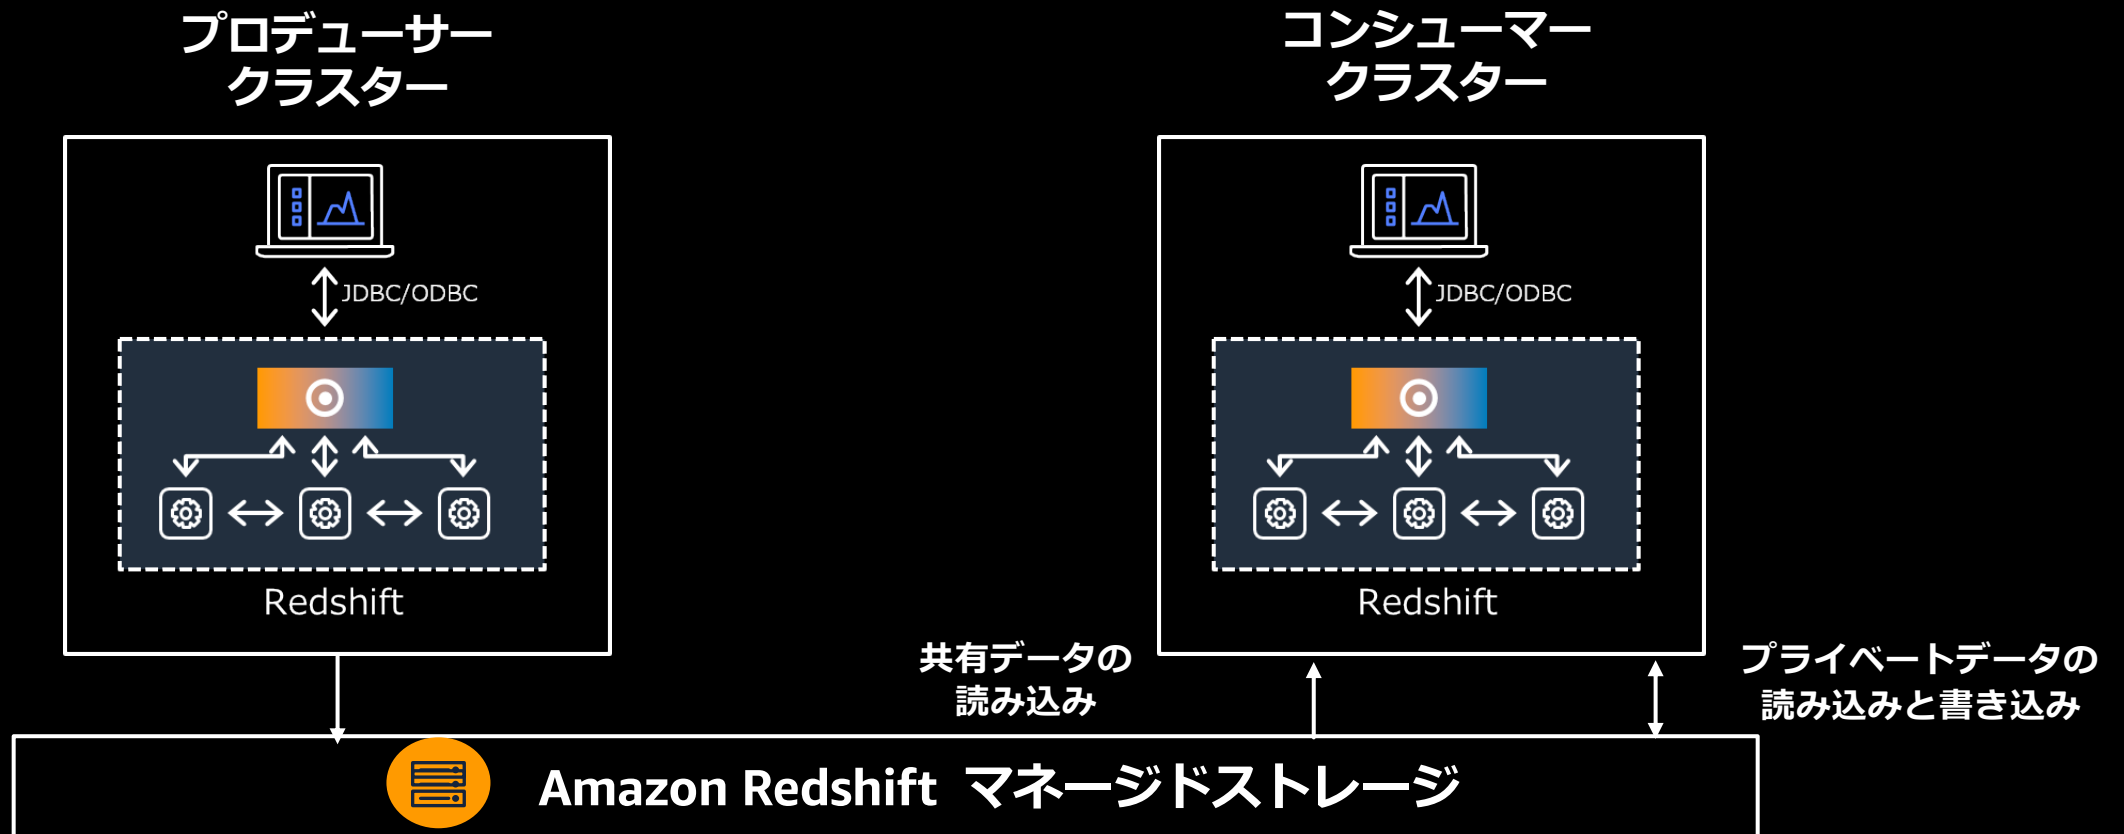 プロデューサー
クラスター
JDBC/ODBC
Redshift
コンシューマー
クラスター
JDBC/ODBC
Redshift
共有データの
読み込み
プライベートデータの
読み込みと書き込み
Amazon Redshift マネージドストレージ